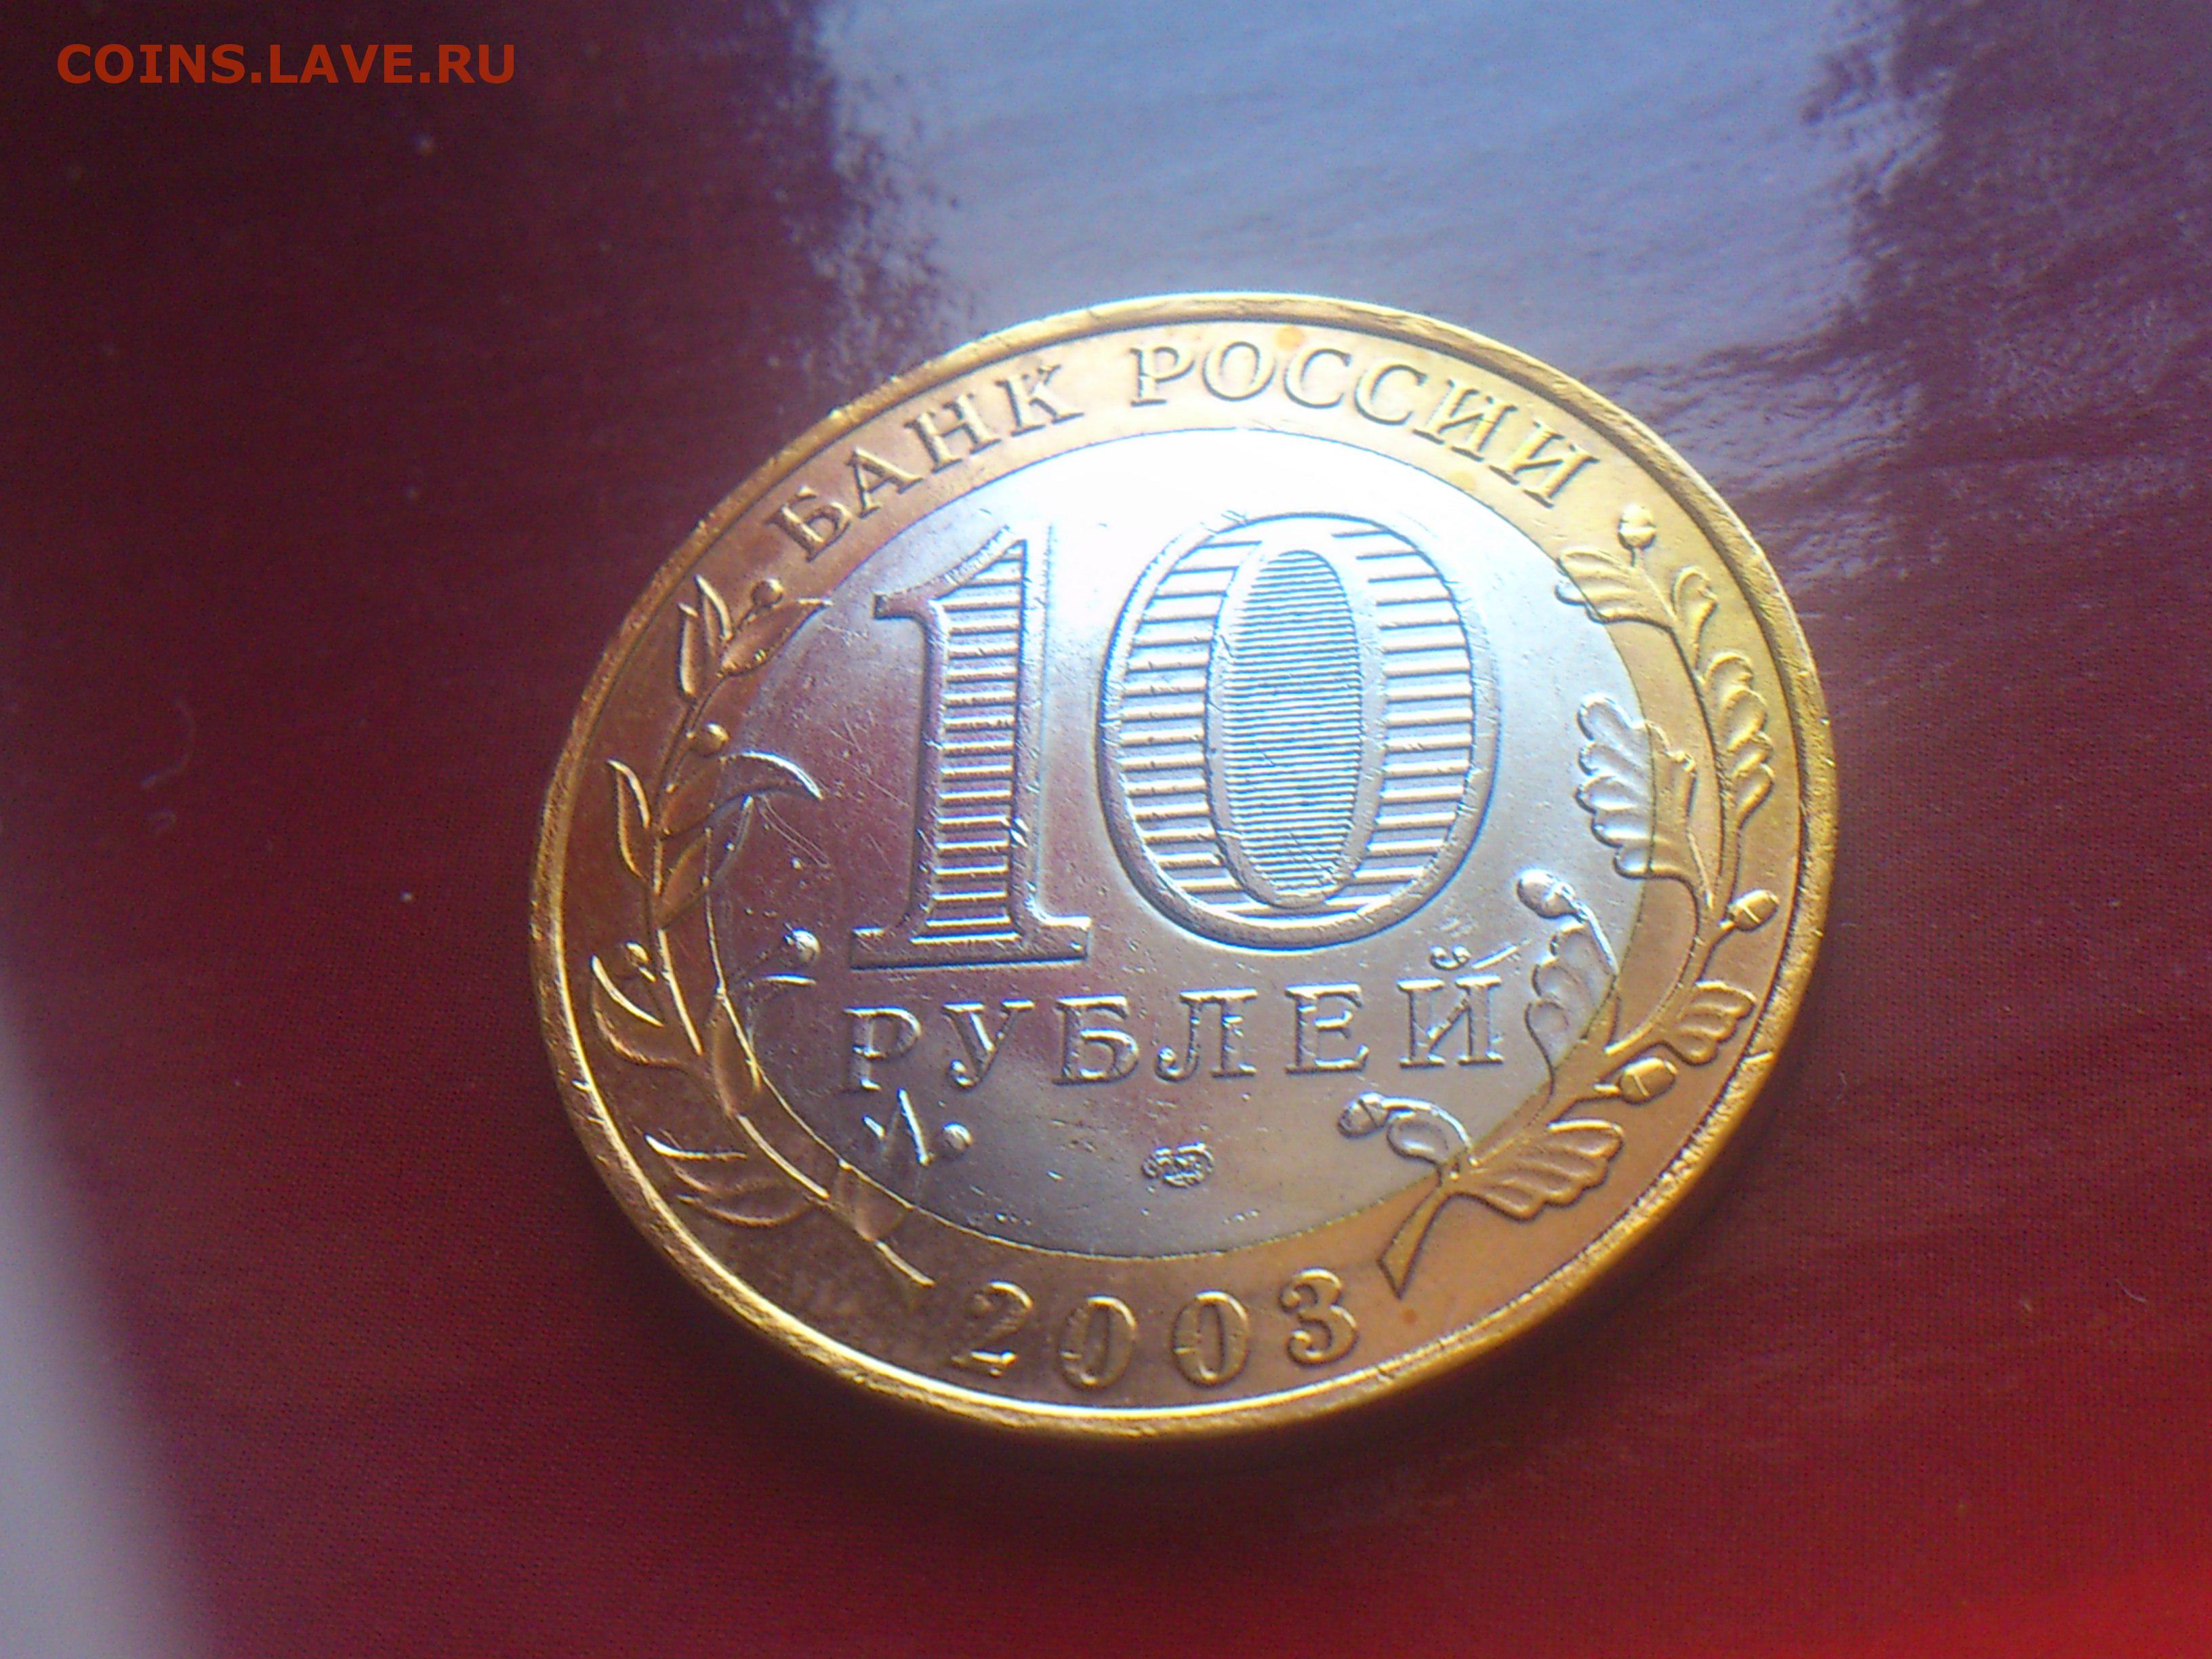 COINS.LAVE.RU
БАНК РОССИИ
10
РУБЛЕЙ
2003